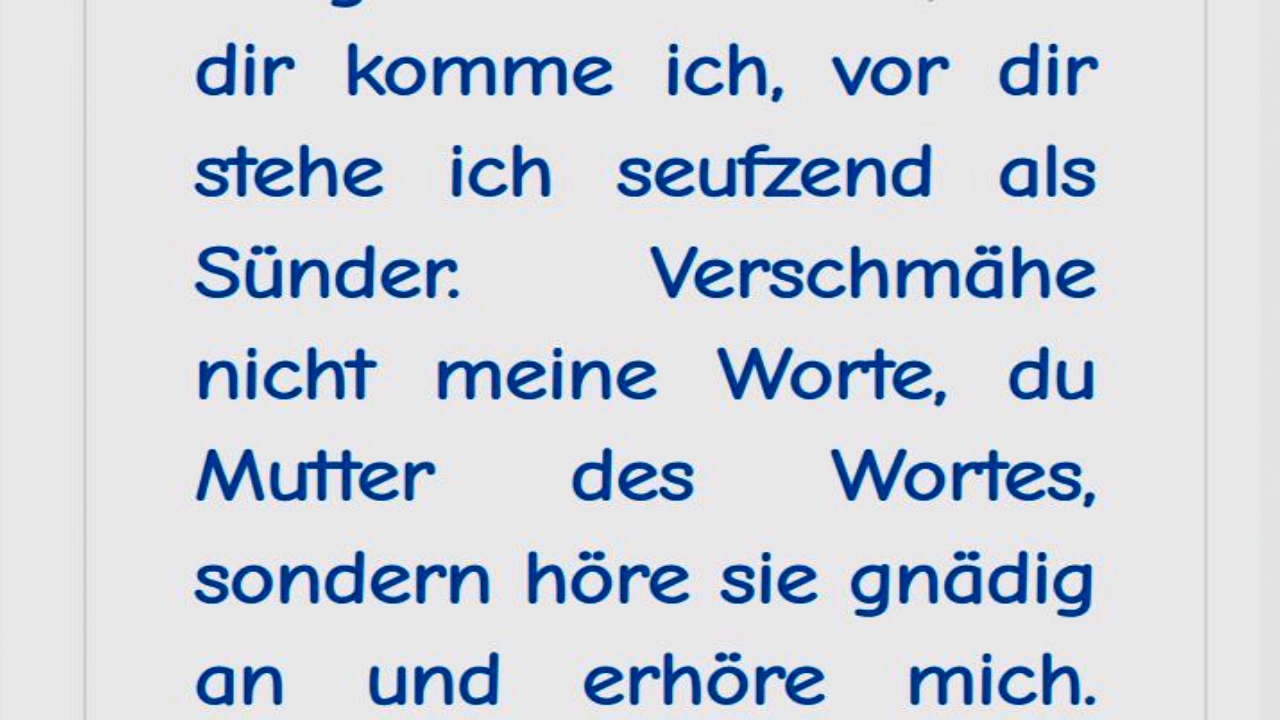 dir komme ich, vor dir
stehe ich seufzend als
Sünder. Verschmähe
nicht meine Worte, du
Mutter des Wortes,
sondern höre sie gnädig
an und erhöre mich.